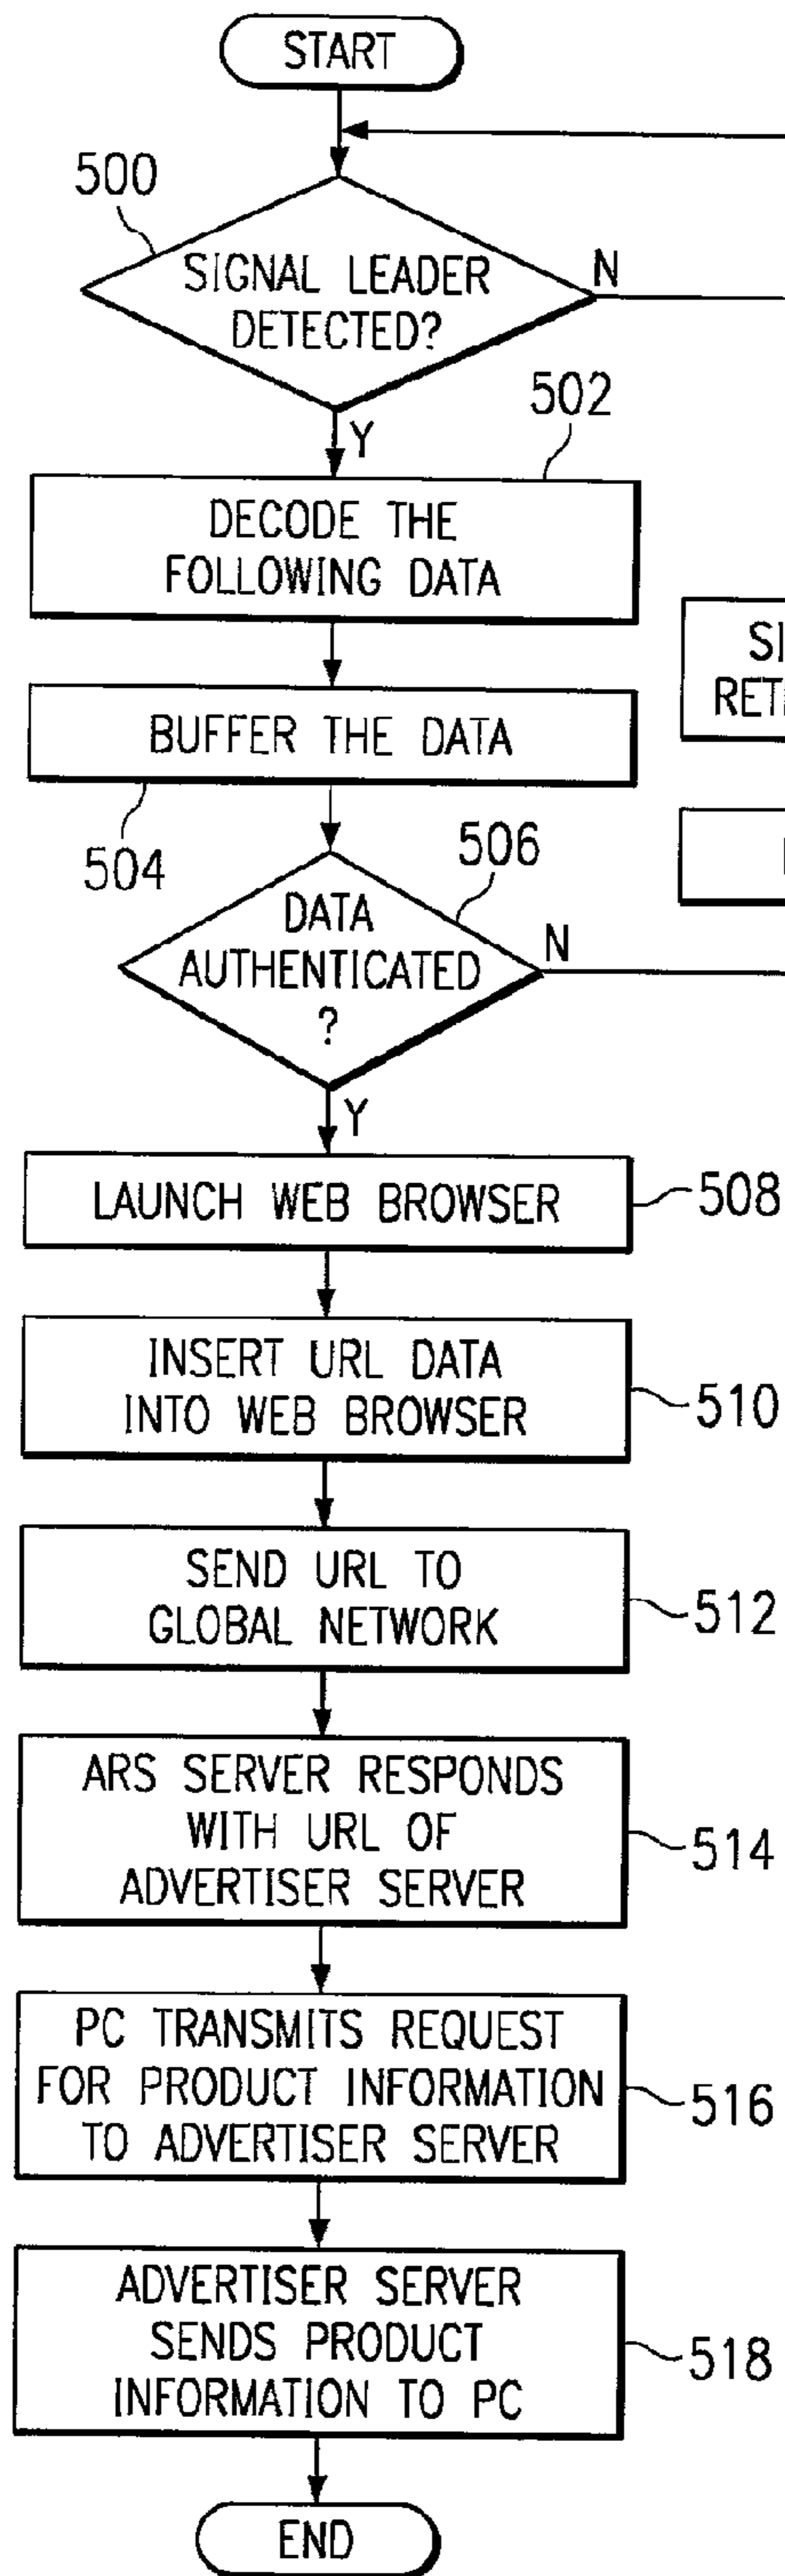 START
500
SIGNAL LEADER
DETECTED?
N
Y
502
DECODE THE
FOLLOWING DATA
BUFFER THE DATA
504
506
DATA
AUTHENTICATED
?
N
Y
LAUNCH WEB BROWSER
508
INSERT URL DATA
INTO WEB BROWSER
510
SEND URL TO
GLOBAL NETWORK
512
ARS SERVER RESPONDS
WITH URL OF
ADVERTISER SERVER
514
PC TRANSMITS REQUEST
FOR PRODUCT INFORMATION
TO ADVERTISER SERVER
516
ADVERTISER SERVER
SENDS PRODUCT
INFORMATION TO PC
518
END